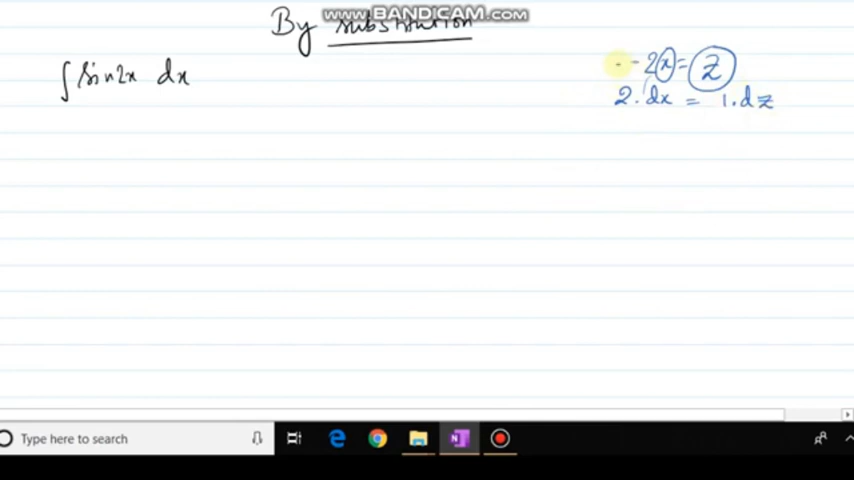 www.BANDICAM.com
By substitution
∫ sin2x dx
- 2x = z
2. dx = 1.dz
Type here to search